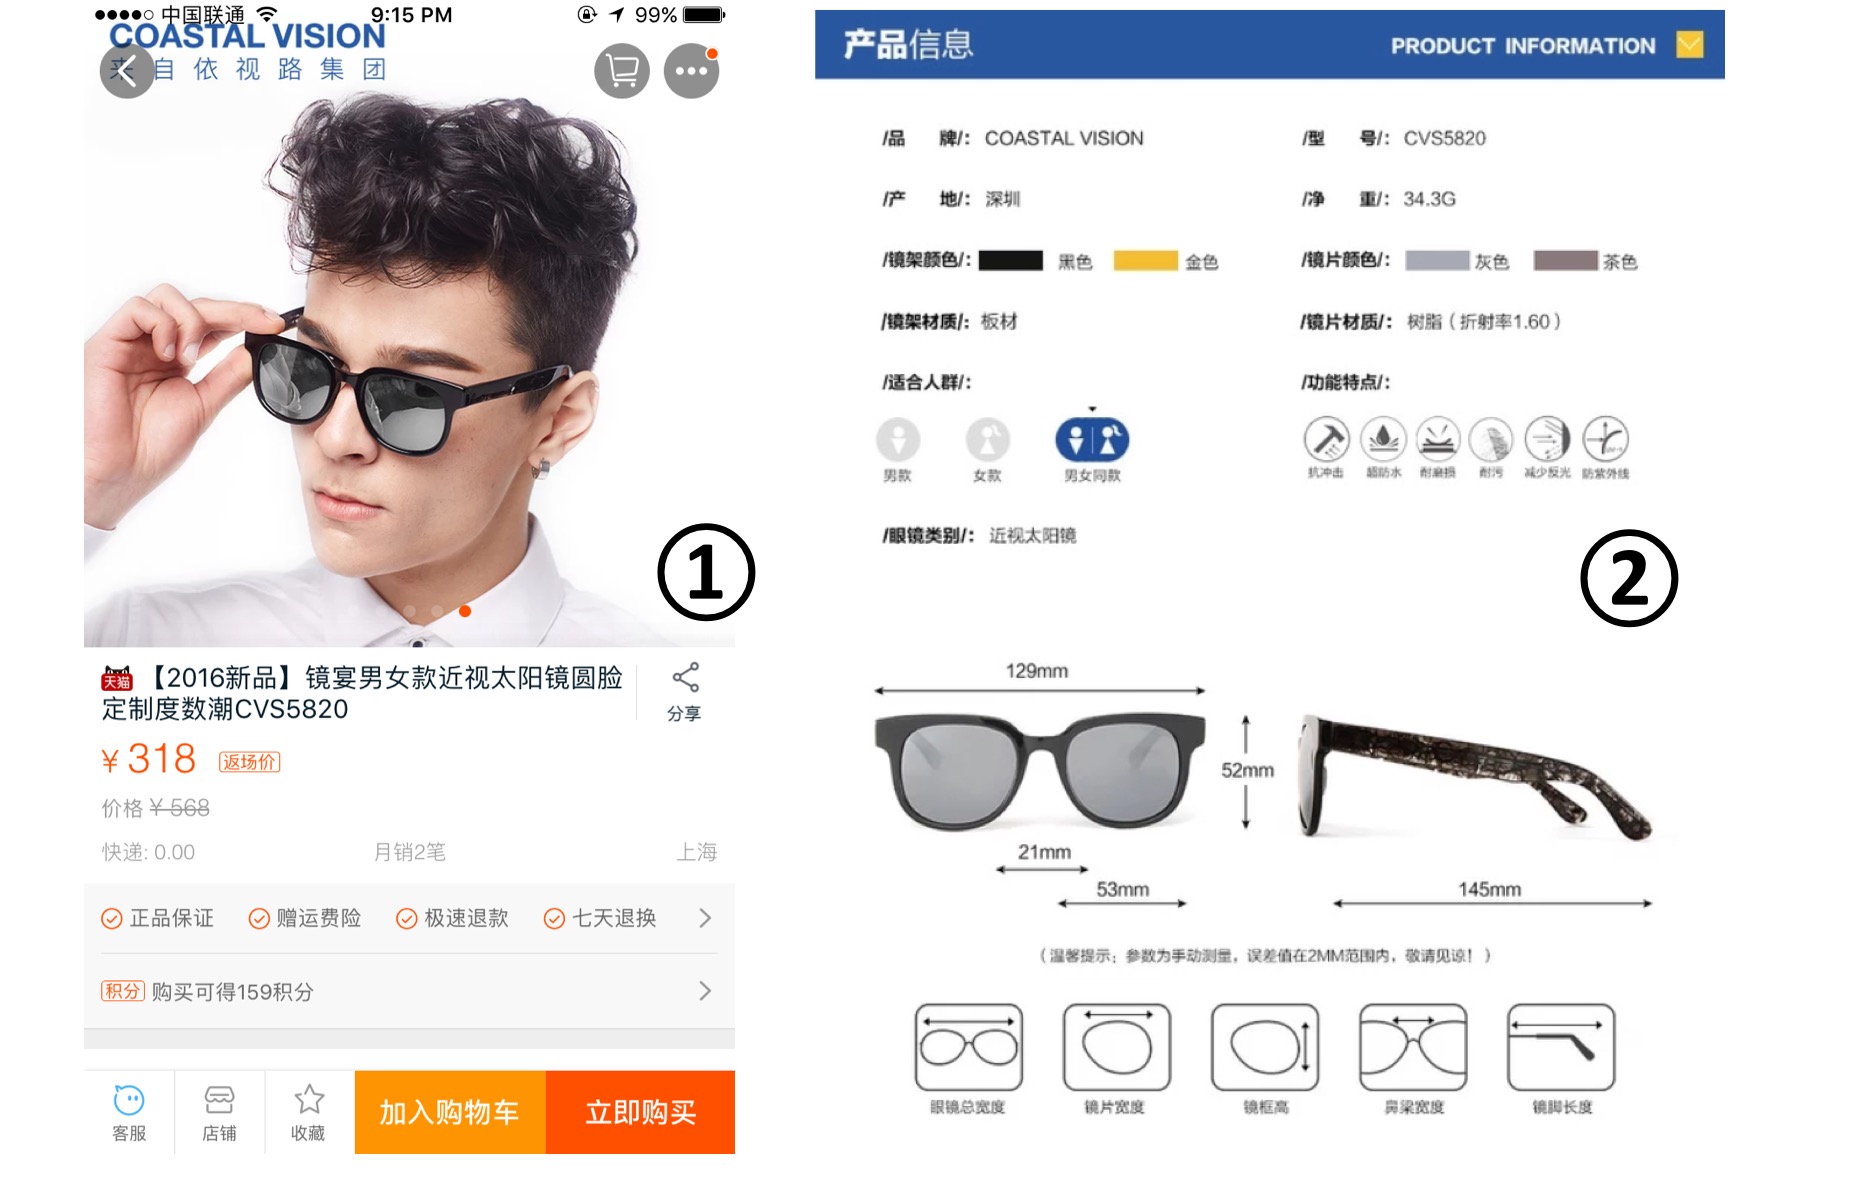 中国联通
9:15 PM
99%
COASTAL VISION
来自依视路集团
①
天猫 【2016新品】镜宴男女款近视太阳镜圆脸
定制度数潮CVS5820
分享
¥ 318 返场价
价格 ¥ 568
快递: 0.00 月销2笔 上海
正品保证 赠运费险 极速退款 七天退换
积分 购买可得159积分
客服 店铺 收藏 加入购物车 立即购买
产品信息 PRODUCT INFORMATION
/品 牌/: COASTAL VISION /型 号/: CVS5820
/产 地/: 深圳 /净 重/: 34.3G
/镜架颜色/: 黑色 金色 /镜片颜色/: 灰色 茶色
/镜架材质/: 板材 /镜片材质/: 树脂（折射率1.60）
/适合人群/: /功能特点/:
男款 女款 男女同款 抗冲击 超防水 耐磨损 耐污 减少反光 防紫外线
/眼镜类别/: 近视太阳镜
②
129mm
52mm
21mm
53mm 145mm
（温馨提示：参数为手动测量，误差值在2MM范围内，敬请见谅！）
眼镜总宽度 镜片宽度 镜框高 鼻梁宽度 镜脚长度